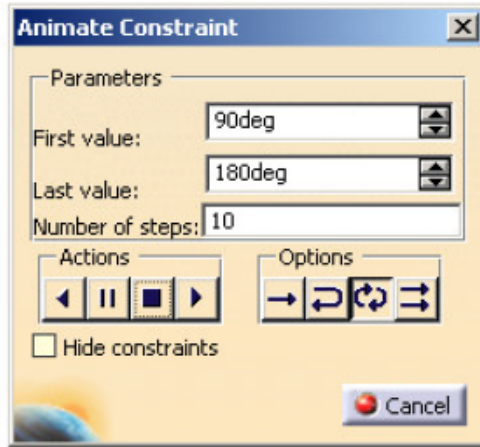 Animate Constraint
Parameters
First value: 90deg
Last value: 180deg
Number of steps: 10
Actions Options
Hide constraints
Cancel